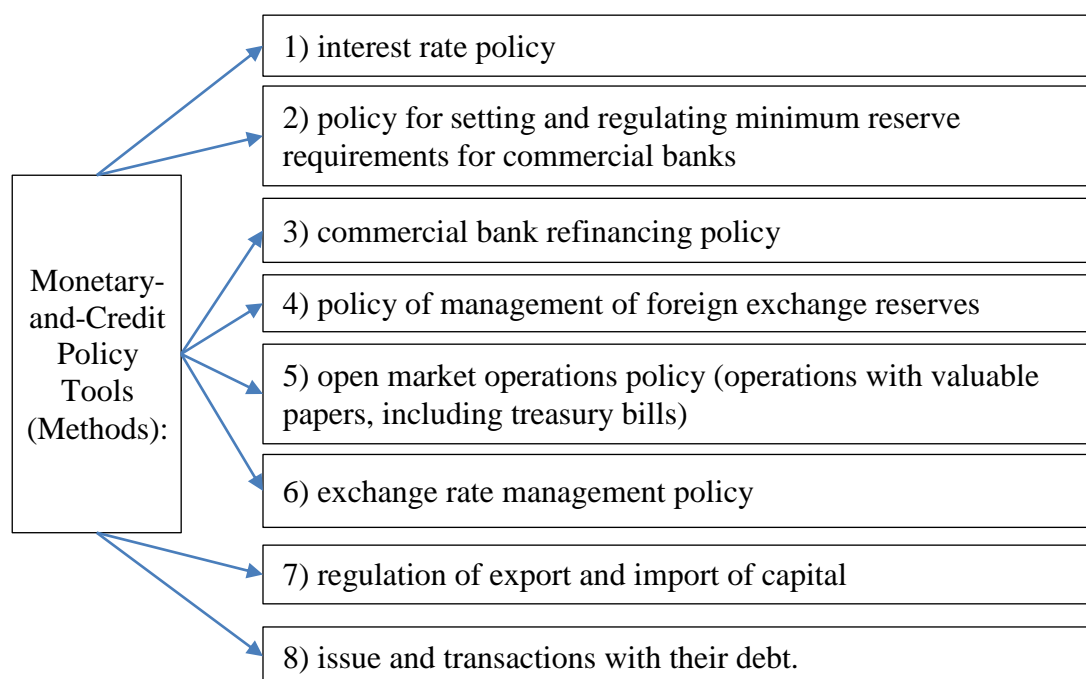 Monetary-
and-Credit
Policy
Tools
(Methods):
1) interest rate policy
2) policy for setting and regulating minimum reserve
requirements for commercial banks
3) commercial bank refinancing policy
4) policy of management of foreign exchange reserves
5) open market operations policy (operations with valuable
papers, including treasury bills)
6) exchange rate management policy
7) regulation of export and import of capital
8) issue and transactions with their debt.